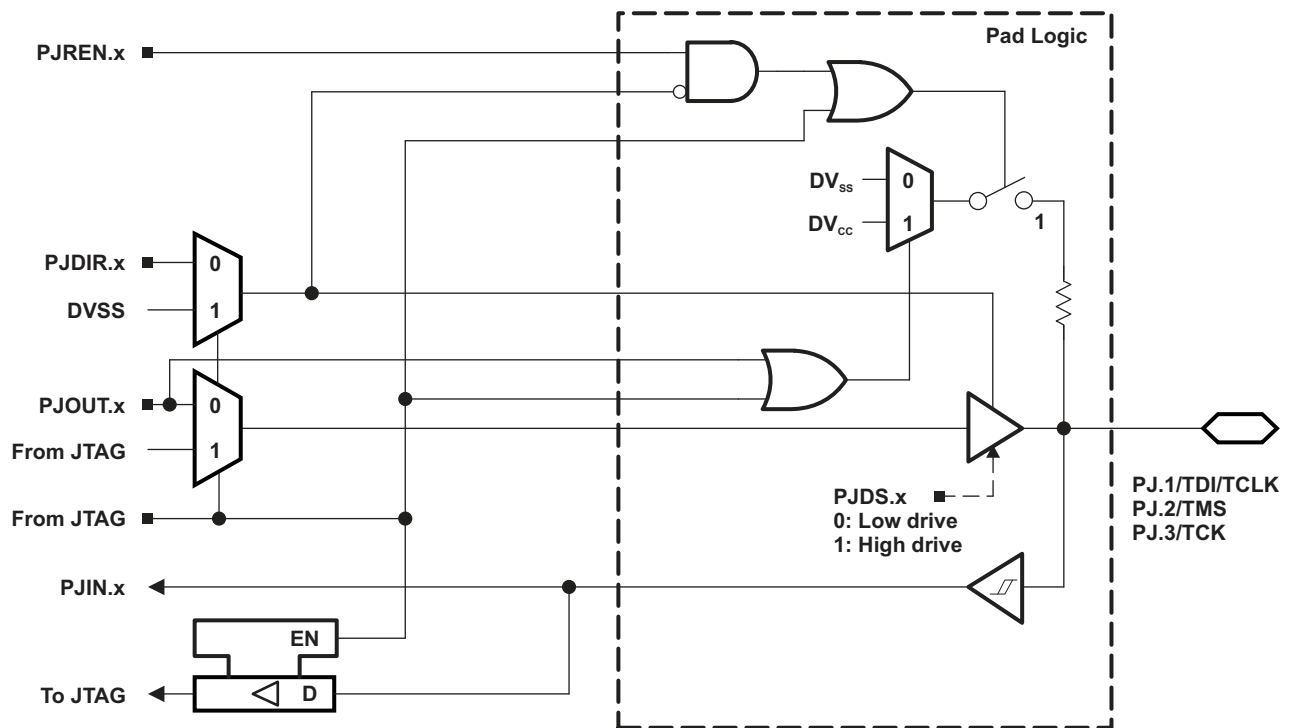 Pad Logic
PJREN.x
DVSS
0
DVCC
1
1
PJDIR.x
0
DVSS
1
PJOUT.x
0
From JTAG
1
PJDS.x
0: Low drive
1: High drive
PJ.1/TDI/TCLK
PJ.2/TMS
PJ.3/TCK
From JTAG
PJIN.x
EN
To JTAG
D